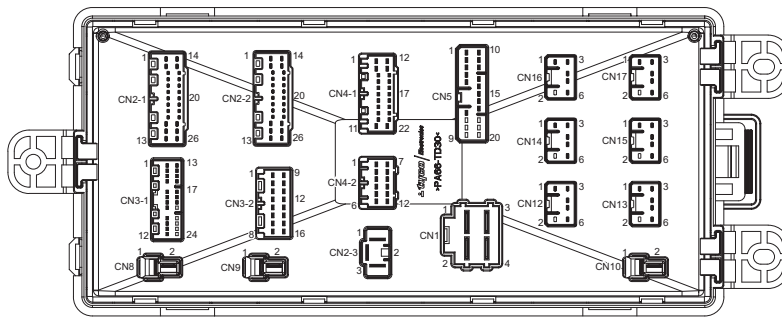 1 14
CN2-1 20
13 26
1 14
CN2-2 20
13 26
1 12
CN4-1 17
11 22
1 10
CN5 15
9 20
1 3
CN16
2 6
1 3
CN17
2 6
1 3
CN14
2 6
1 3
CN15
2 6
1 13
CN3-1 17
12 24
1 9
CN3-2 12
8 16
1 7
CN4-2
6 12
tyco / Electronics
>PA66-TD30<
1 3
CN12
2 6
1 3
CN13
2 6
1
CN2-3 2
3
1 3
CN1
2 4
1 2
CN8
1 2
CN9
1 2
CN10